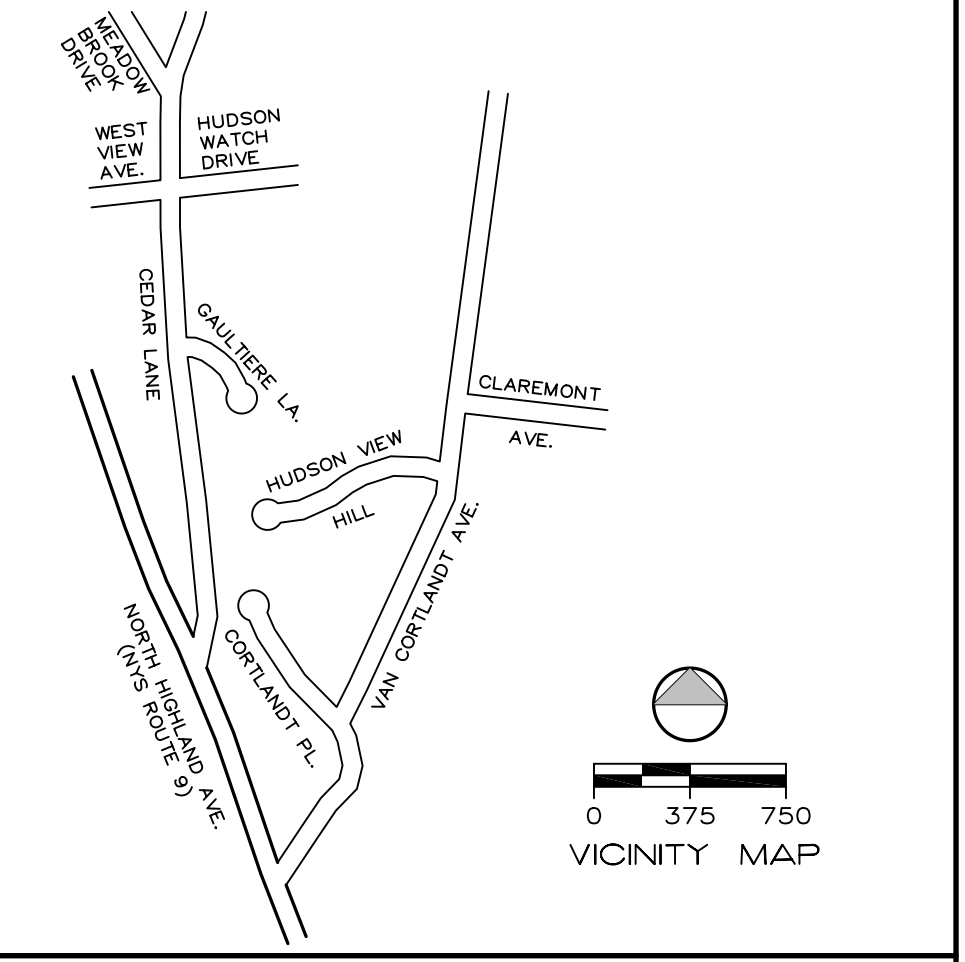 MEADOW
BROOK
DRIVE
WEST
VIEW
AVE.
HUDSON
WATCH
DRIVE
CEDAR LANE
GAULTIERE LA.
CLAREMONT
AVE.
HUDSON VIEW
HILL
VAN CORTLANDT AVE.
CORTLANDT PL.
NORTH HIGHLAND AVE.
(NYS ROUTE 9)
0 375 750
VICINITY MAP